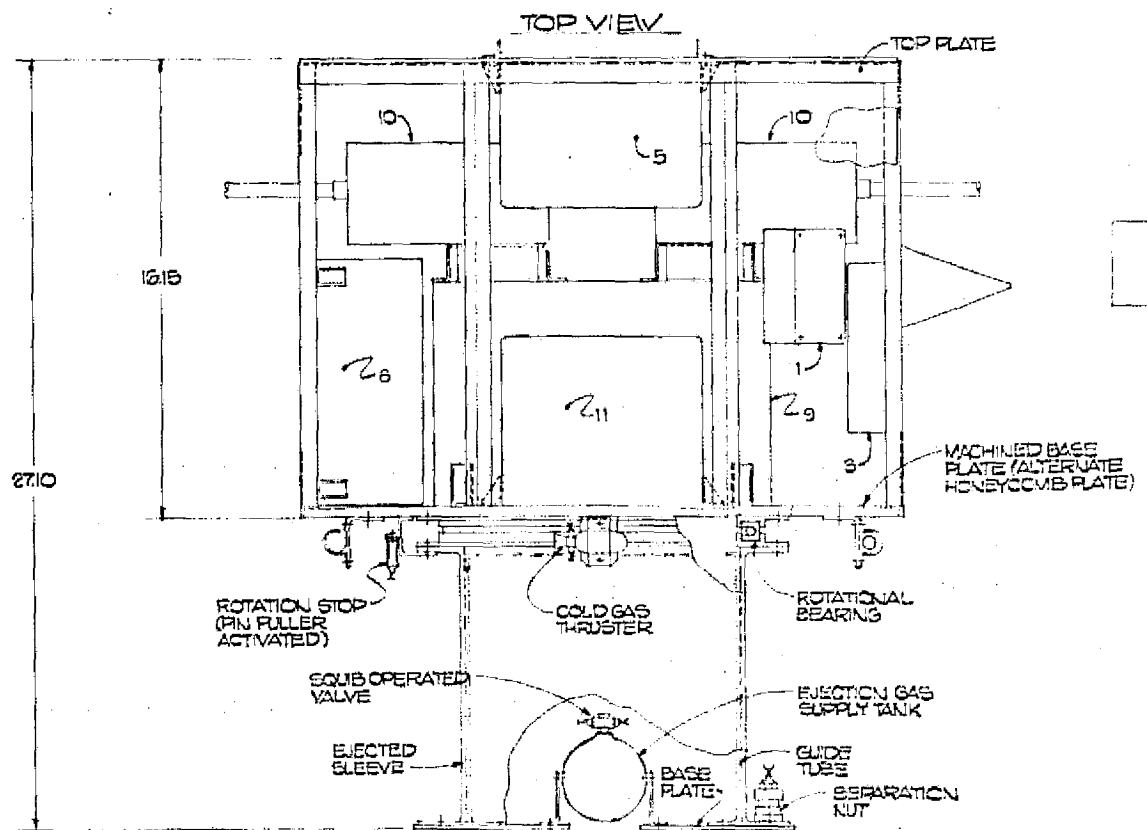 TOP VIEW
TOP PLATE
10
10
5
16.15
6
1
11
9
27.10
3
MACHINED BASE
PLATE (ALTERNATE
HONEYCOMB PLATE)
ROTATION STOP
(PIN PULLER
ACTIVATED)
COLD GAS
THRUSTER
ROTATIONAL
BEARING
SQUIB OPERATED
VALVE
EJECTION GAS
SUPPLY TANK
EJECTED
SLEEVE
BASE
PLATE
GUIDE
TUBE
SEPARATION
NUT